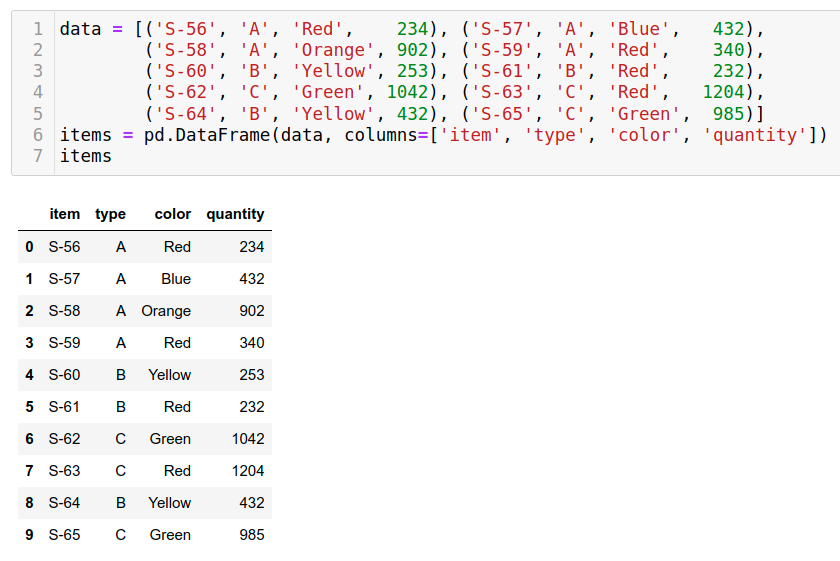 1 data = [('S-56', 'A', 'Red',    234), ('S-57', 'A', 'Blue',   432),
2         ('S-58', 'A', 'Orange', 902), ('S-59', 'A', 'Red',    340),
3         ('S-60', 'B', 'Yellow', 253), ('S-61', 'B', 'Red',    232),
4         ('S-62', 'C', 'Green', 1042), ('S-63', 'C', 'Red',   1204),
5         ('S-64', 'B', 'Yellow', 432), ('S-65', 'C', 'Green',  985)]
6 items = pd.DataFrame(data, columns=['item', 'type', 'color', 'quantity'])
7 items
item type color quantity
0 S-56 A Red 234
1 S-57 A Blue 432
2 S-58 A Orange 902
3 S-59 A Red 340
4 S-60 B Yellow 253
5 S-61 B Red 232
6 S-62 C Green 1042
7 S-63 C Red 1204
8 S-64 B Yellow 432
9 S-65 C Green 985